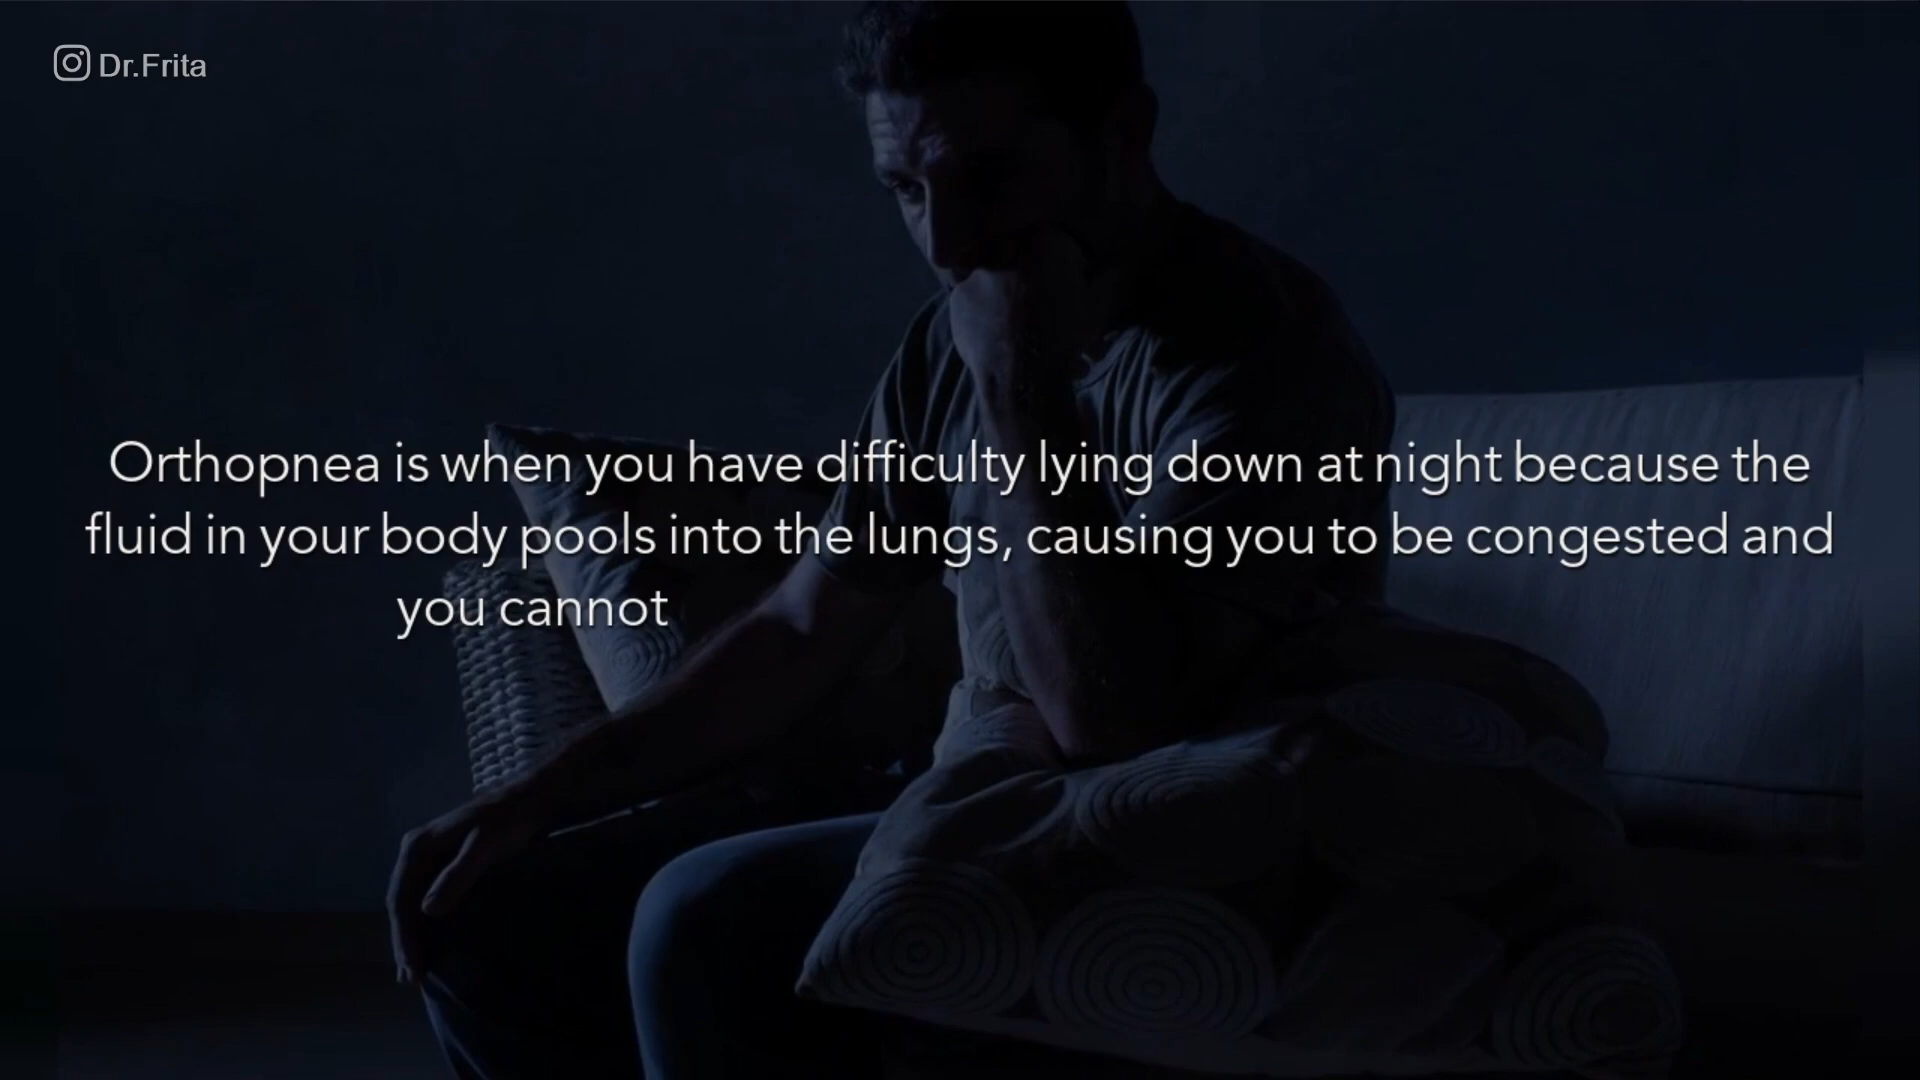 Dr.Frita
Orthopnea is when you have difficulty lying down at night because the
fluid in your body pools into the lungs, causing you to be congested and
you cannot